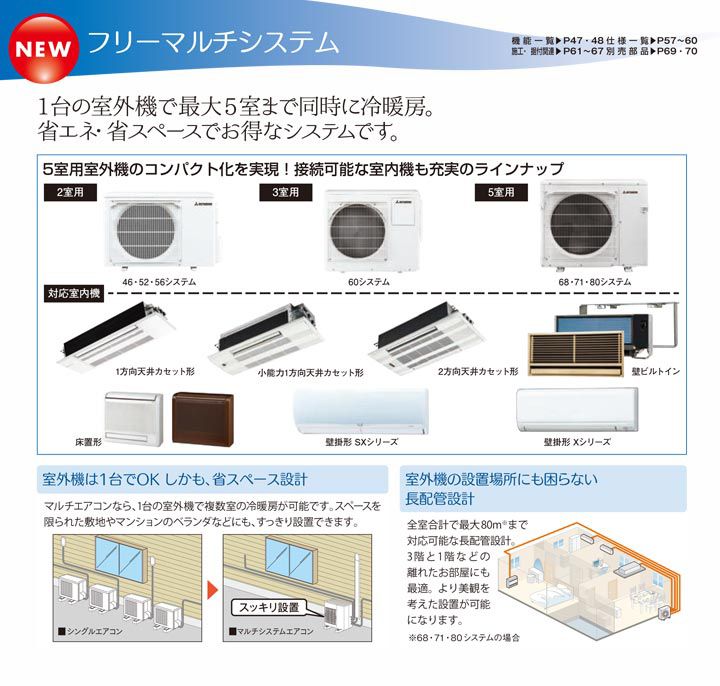 NEW
フリーマルチシステム
機能一覧▶P47・48仕様一覧▶P57~60
施工・据付関連▶P61~67別売部品▶P69・70
1台の室外機で最大5室まで同時に冷暖房。
省エネ・省スペースでお得なシステムです。
5室用室外機のコンパクト化を実現!接続可能な室内機も充実のラインナップ
2室用
3室用
5室用
46・52・56システム
60システム
68・71・80システム
対応室内機
1方向天井カセット形
小能力1方向天井カセット形
2方向天井カセット形
壁ビルトイン
床置形
壁掛形 SXシリーズ
壁掛形 Xシリーズ
室外機は1台でOK しかも、省スペース設計
マルチエアコンなら、1台の室外機で複数室の冷暖房が可能です。スペースを
限られた敷地やマンションのベランダなどにも、すっきり設置できます。
スッキリ設置
■シングルエアコン
■マルチシステムエアコン
室外機の設置場所にも困らない
長配管設計
全室合計で最大80m※まで
対応可能な長配管設計。
3階と1階などの
離れたお部屋にも
最適。より美観を
考えた設置が可能
になります。
※68・71・80システムの場合